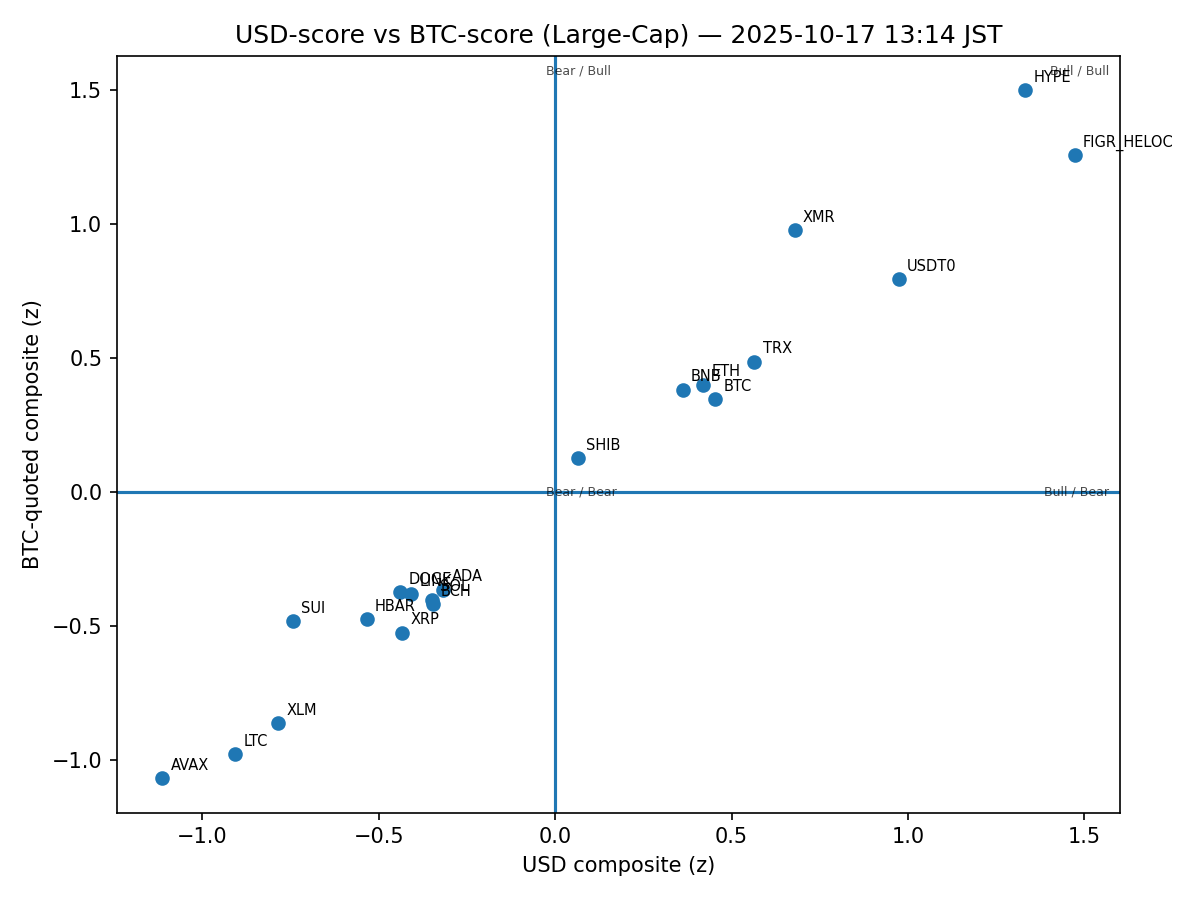 USD-score vs BTC-score (Large-Cap) — 2025-10-17 13:14 JST
Bear / Bull
Bull / Bull
HYPE
FIGR_HELOC
XMR
USDT0
TRX
ETH
BNB
BTC
SHIB
Bear / Bear
Bull / Bear
ADA
DOGE
LINK
SOL
BCH
HBAR
SUI
XRP
XLM
LTC
AVAX
1.5
1.0
0.5
0.0
−0.5
−1.0
−1.0
−0.5
0.0
0.5
1.0
1.5
USD composite (z)
BTC-quoted composite (z)